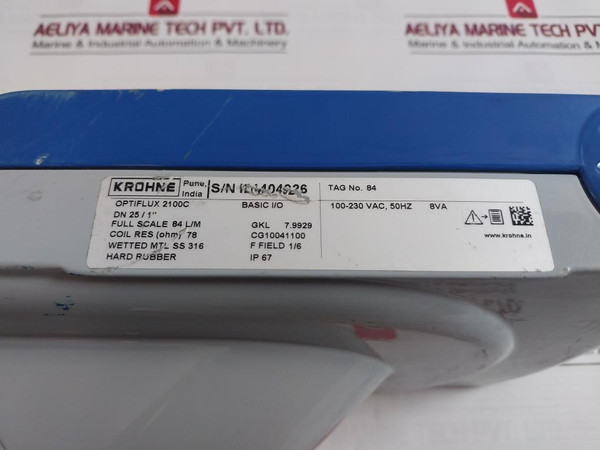 AELIYA MARINE TECH PVT. LTD.
Marine & Industrial Automation & Machinery
AELIYA MARINE TECH PVT. LTD.
Marine & Industrial Automation & Machinery
KROHNE Pune, India S/N
TAG No. 84
OPTIFLUX 2100C BASIC I/O
100-230 VAC, 50HZ 8VA
DN 25 / 1"
FULL SCALE 84 L/M GKL 7.9929
COIL RES (ohm) 78 CG10041100
WETTED MTL SS 316 F FIELD 1/6
HARD RUBBER IP 67
www.krohne.in